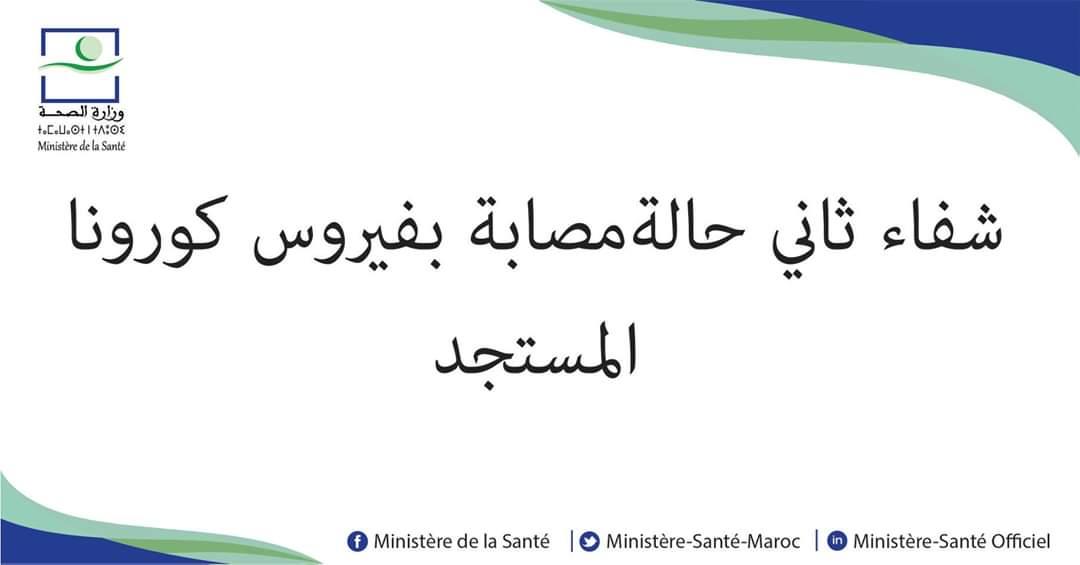 وزارة الصحة
ⵜⴰⵎⴰⵡⴰⵙⵜ ⵏ ⵜⴷⵓⵙⵉ
Ministère de la Santé
شفاء ثاني حالةمصابة بفيروس كورونا
المستجد
Ministère de la Santé | Ministère-Santé-Maroc | Ministère-Santé Officiel